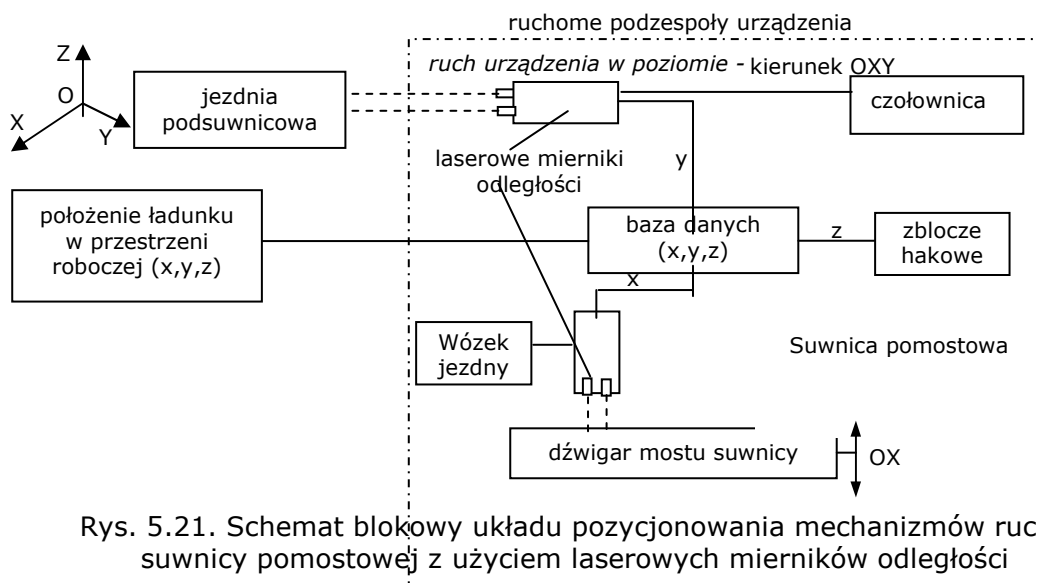 ruchome podzespoły urządzenia
ruch urządzenia w poziomie - kierunek OXY
Z
O
X
Y
jezdnia
podsuwnicowa
czołownica
laserowe mierniki
odległości
y
położenie ładunku
w przestrzeni
roboczej (x,y,z)
baza danych
(x,y,z)
z
zblocze
hakowe
x
Wózek
jezdny
Suwnica pomostowa
dźwigar mostu suwnicy
OX
Rys. 5.21. Schemat blokowy układu pozycjonowania mechanizmów ruc
suwnicy pomostowej z użyciem laserowych mierników odległości